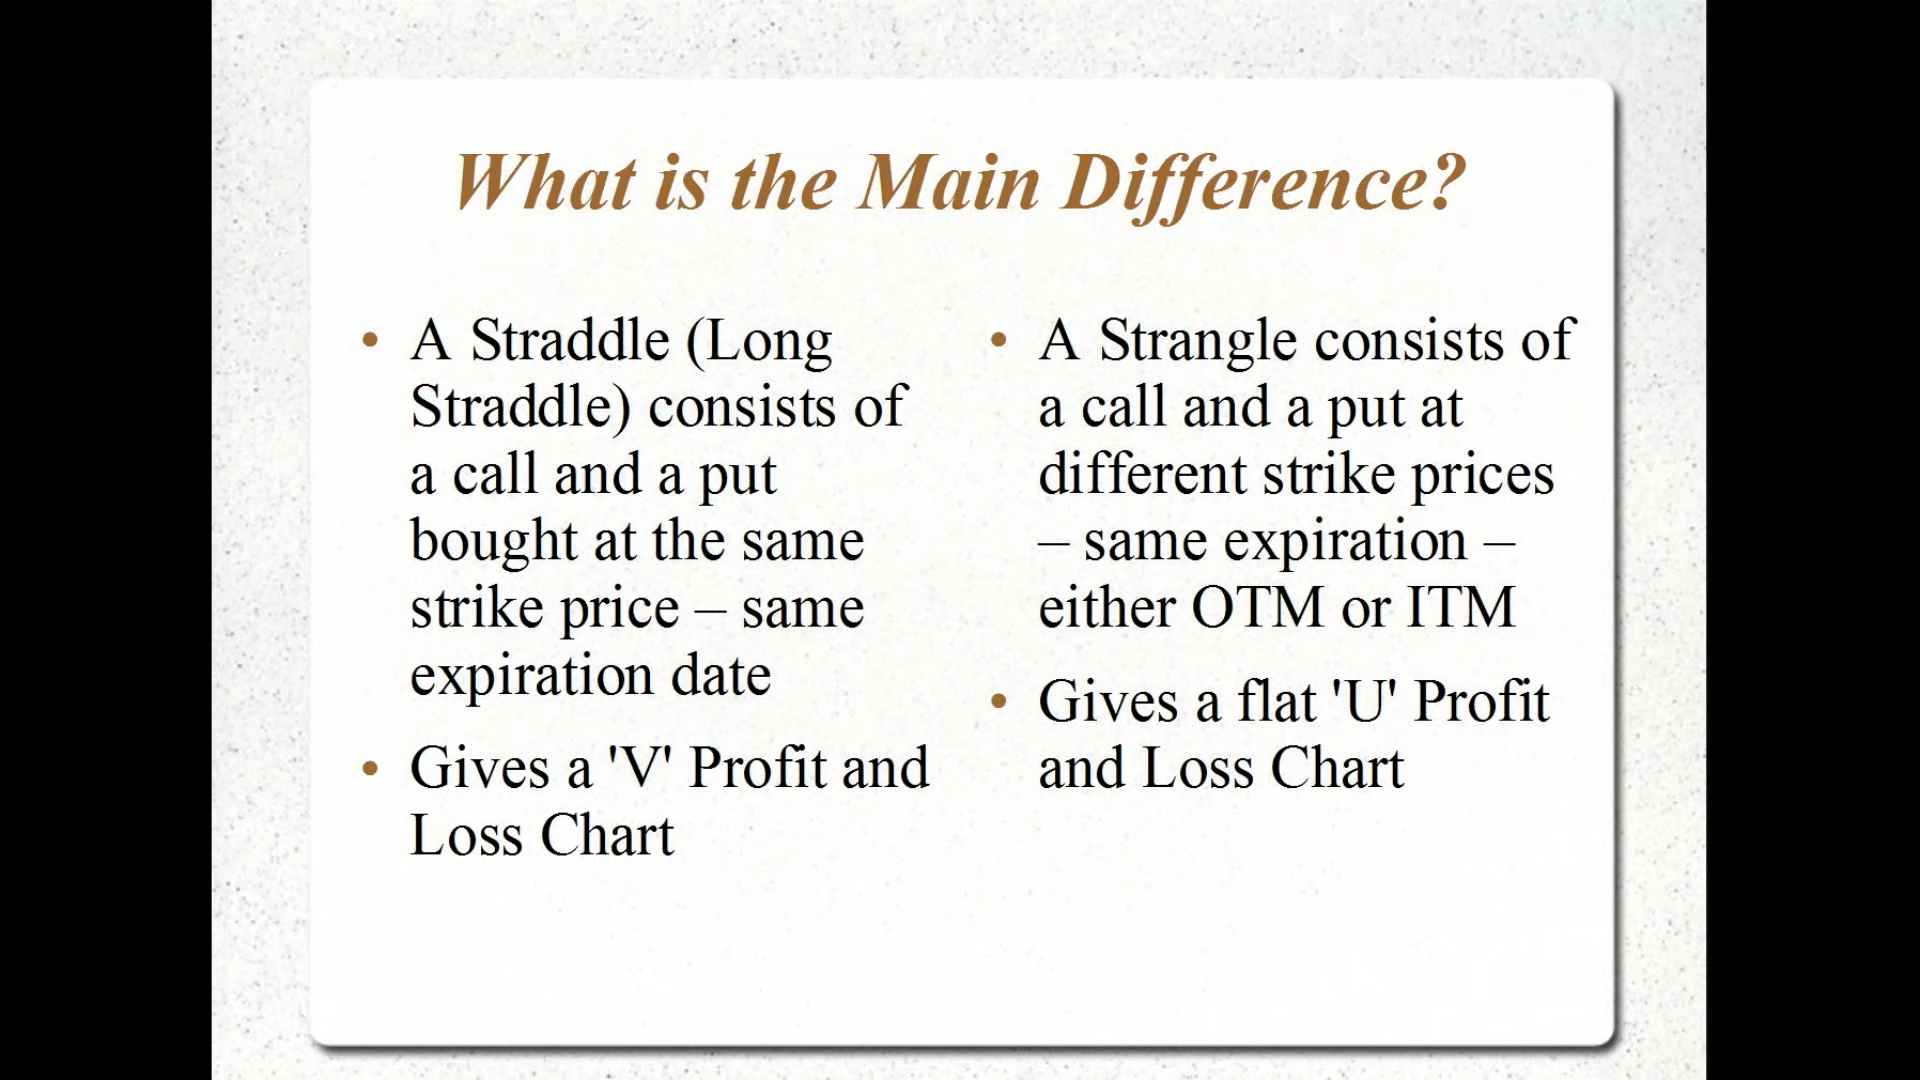 What is the Main Difference?
• A Straddle (Long
Straddle) consists of
a call and a put
bought at the same
strike price – same
expiration date
• Gives a 'V' Profit and
Loss Chart
• A Strangle consists of
a call and a put at
different strike prices
– same expiration –
either OTM or ITM
• Gives a flat 'U' Profit
and Loss Chart